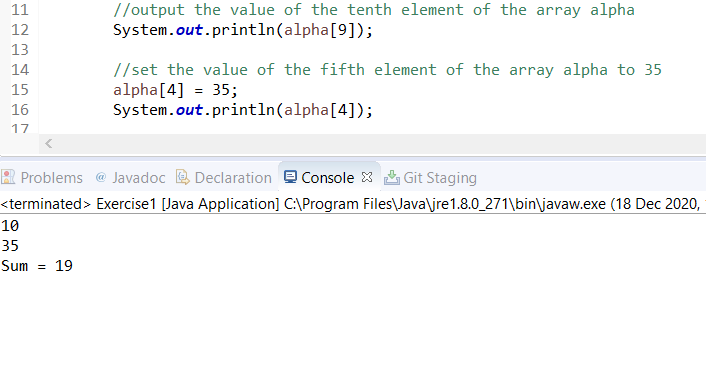 11 //output the value of the tenth element of the array alpha
12 System.out.println(alpha[9]);
13
14 //set the value of the fifth element of the array alpha to 35
15 alpha[4] = 35;
16 System.out.println(alpha[4]);
17
Problems @ Javadoc Declaration Console Git Staging
<terminated> Exercise1 [Java Application] C:\Program Files\Java\jre1.8.0_271\bin\javaw.exe (18 Dec 2020,
10
35
Sum = 19